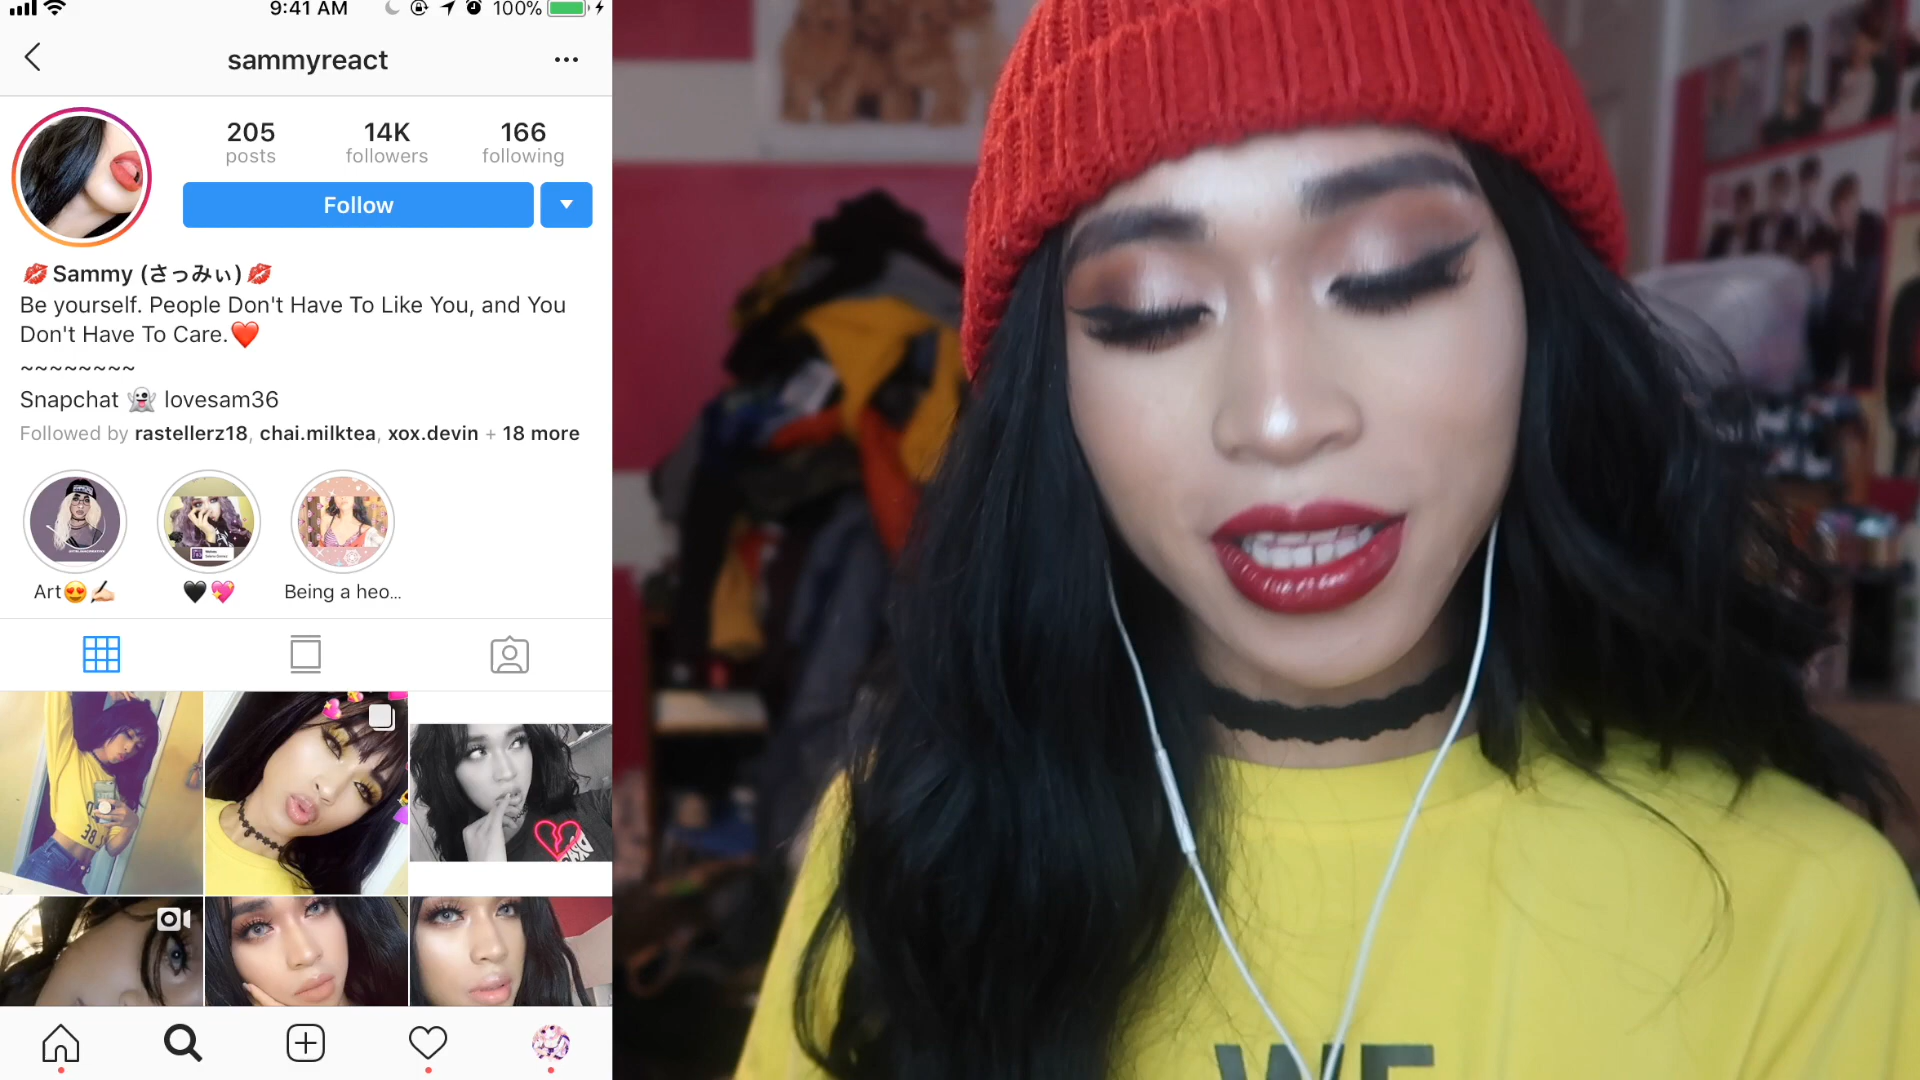 9:41 AM
100%
sammyreact
205
posts
14K
followers
166
following
Follow
💋 Sammy (さっみぃ) 💋
Be yourself. People Don't Have To Like You, and You
Don't Have To Care.❤️
~~~~~~~~
Snapchat 👻 lovesam36
Followed by rastellerz18, chai.milktea, xox.devin + 18 more
Art😍✍🏻
🖤💖
Being a heo...
WE